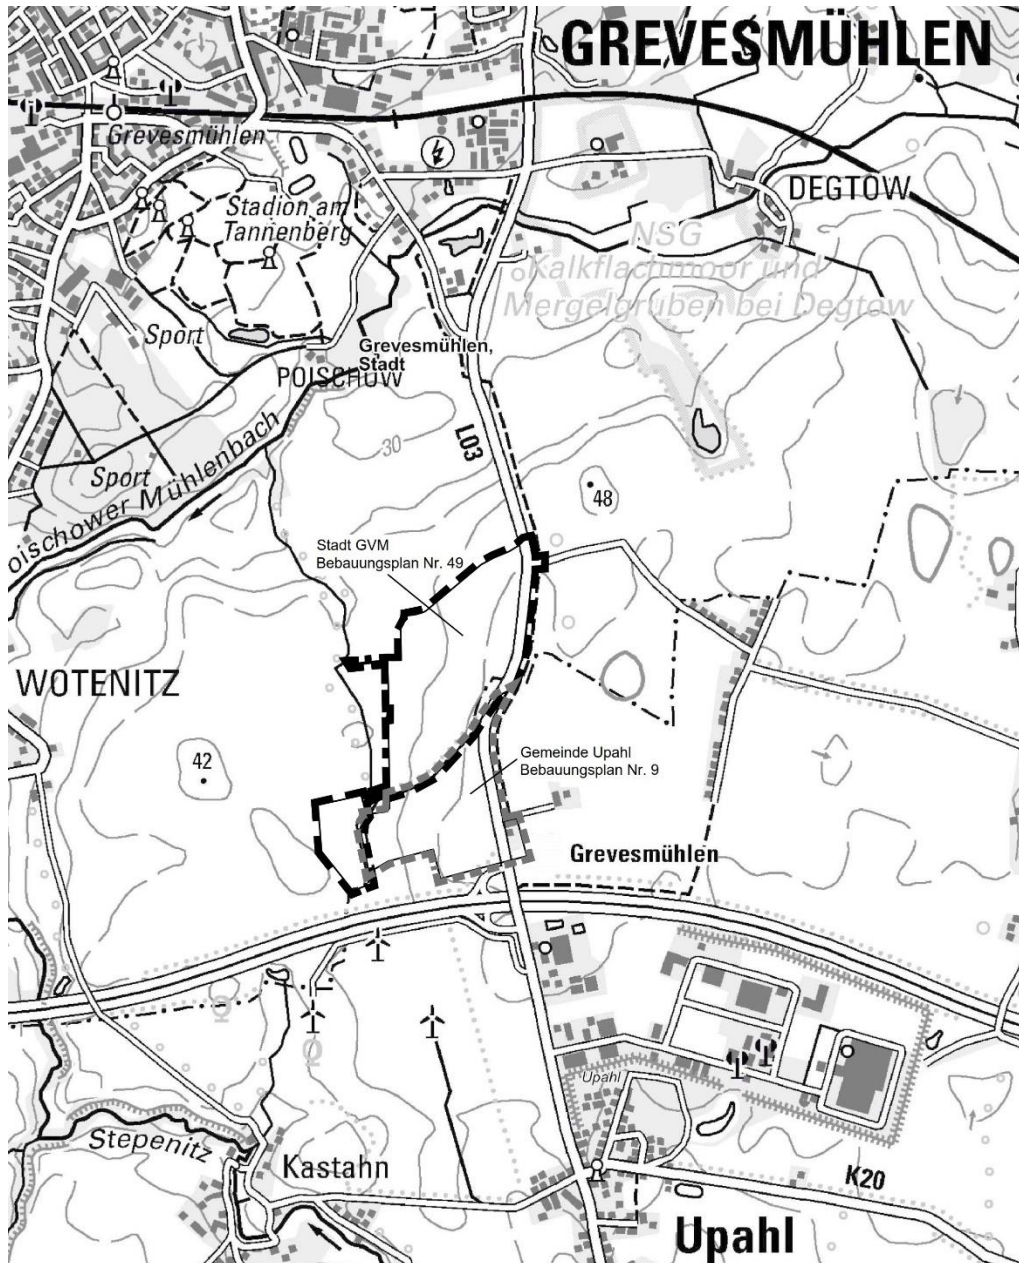 GREVESMÜHLEN
Grevesmühlen
DEGTOW
Stadion am
Tannenberg
NSG
Kalkflachmoor und
Mergelgruben bei Degtow
Sport
Grevesmühlen,
Stadt
POISCHOW
30
L03
Sport
oischower Mühlenbach
48
Stadt GVM
Bebauungsplan Nr. 49
WOTENITZ
42
Gemeinde Upahl
Bebauungsplan Nr. 9
Grevesmühlen
Upahl
Stepenitz
Kastahn
K20
Upahl